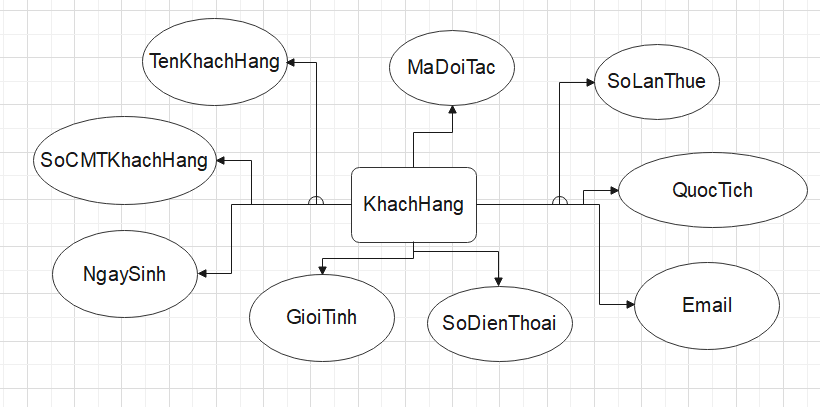 TenKhachHang
MaDoiTac
SoLanThue
SoCMTKhachHang
QuocTich
KhachHang
NgaySinh
GioiTinh
SoDienThoai
Email